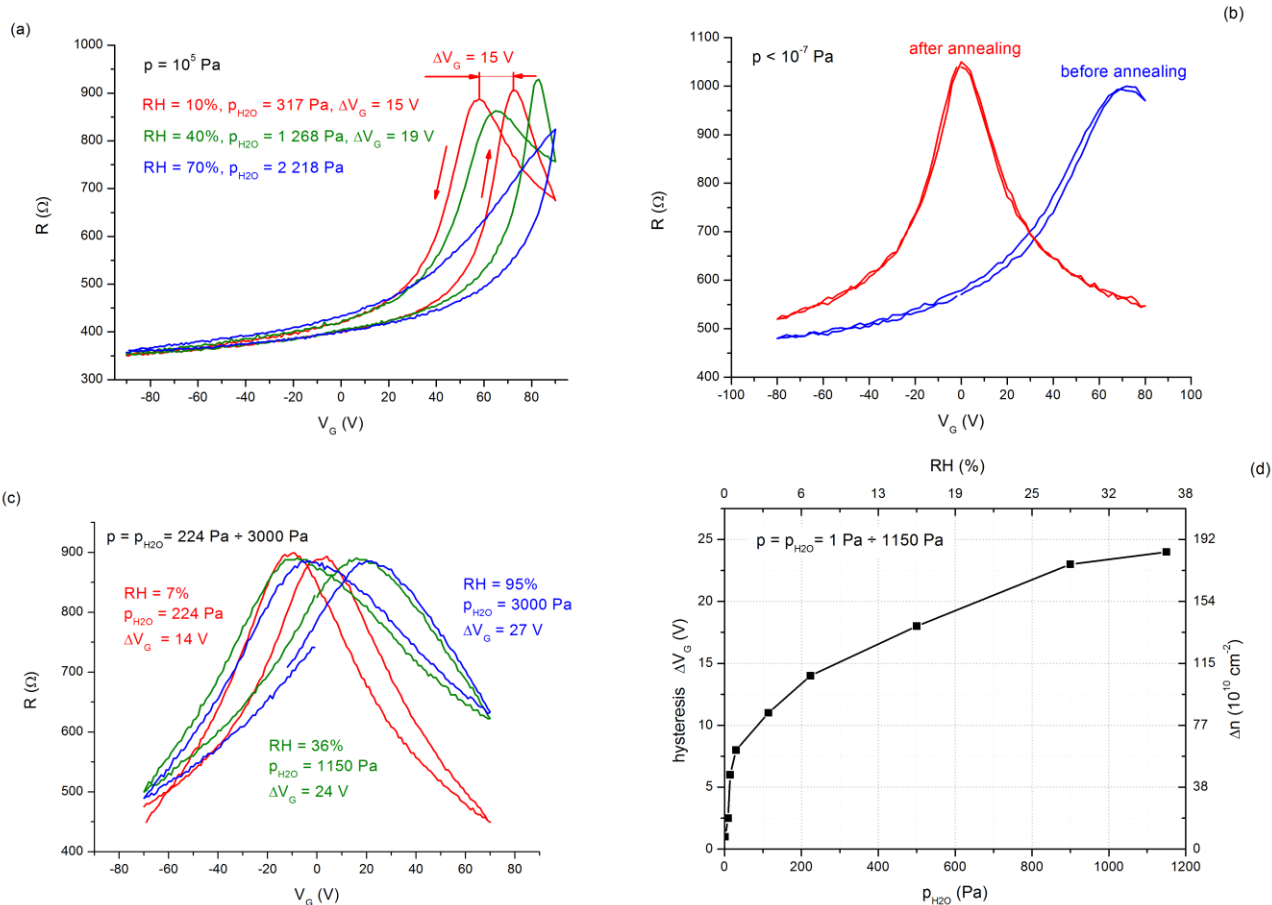 (a)
p = 10⁵ Pa
ΔV_G = 15 V
RH = 10%, p_H2O = 317 Pa, ΔV_G = 15 V
RH = 40%, p_H2O = 1 268 Pa, ΔV_G = 19 V
RH = 70%, p_H2O = 2 218 Pa
R (Ω)
1000
900
800
700
600
500
400
300
-80 -60 -40 -20 0 20 40 60 80
V_G (V)
(b)
p < 10⁻⁷ Pa
after annealing
before annealing
R (Ω)
1100
1000
900
800
700
600
500
400
-100 -80 -60 -40 -20 0 20 40 60 80 100
V_G (V)
(c)
p = p_H2O = 224 Pa ÷ 3000 Pa
RH = 7%
p_H2O = 224 Pa
ΔV_G = 14 V
RH = 95%
p_H2O = 3000 Pa
ΔV_G = 27 V
RH = 36%
p_H2O = 1150 Pa
ΔV_G = 24 V
R (Ω)
900
800
700
600
500
400
-80 -60 -40 -20 0 20 40 60 80
V_G (V)
(d)
RH (%)
0 6 13 16 19 22 28 32 38
p = p_H2O = 1 Pa ÷ 1150 Pa
hysteresis ΔV_G (V)
25
20
15
10
5
0
Δn (10¹⁰ cm⁻²)
192
154
115
77
38
0
0 200 400 600 800 1000 1200
p_H2O (Pa)